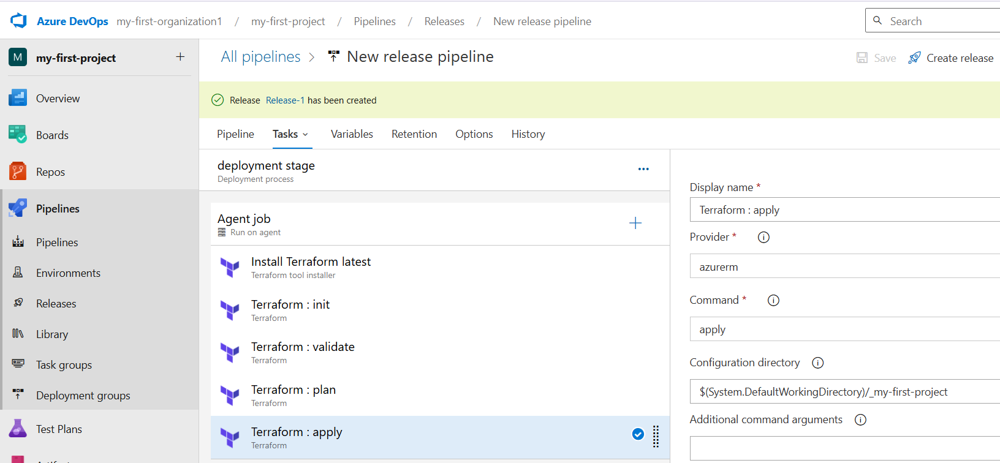 Azure DevOps my-first-organization1 / my-first-project / Pipelines / Releases / New release pipeline
Search
M my-first-project +
Overview
Boards
Repos
Pipelines
Pipelines
Environments
Releases
Library
Task groups
Deployment groups
Test Plans
All pipelines > New release pipeline
Save Create release
Release Release-1 has been created
Pipeline Tasks Variables Retention Options History
deployment stage
Deployment process
Agent job
Run on agent
Install Terraform latest
Terraform tool installer
Terraform : init
Terraform
Terraform : validate
Terraform
Terraform : plan
Terraform
Terraform : apply
Terraform
Display name *
Terraform : apply
Provider *
azurerm
Command *
apply
Configuration directory
$(System.DefaultWorkingDirectory)/_my-first-project
Additional command arguments